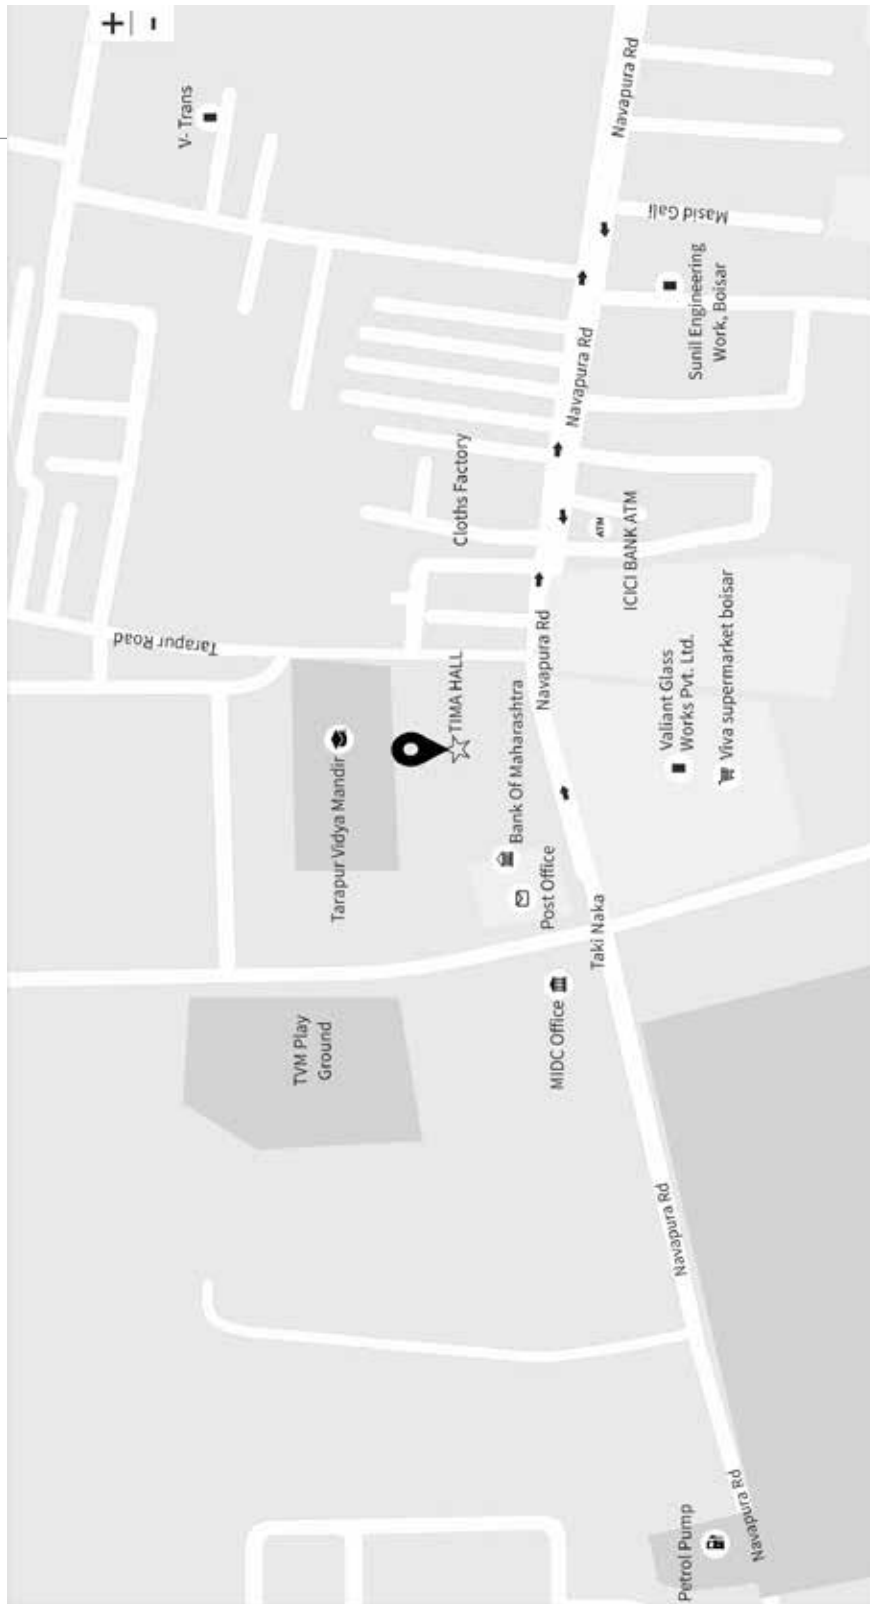 +
-
V- Trans
Navapura Rd
Masid Gali
Sunil Engineering
Work, Boisar
Navapura Rd
Cloths Factory
ATM
ICICI BANK ATM
Tarapur Road
Navapura Rd
TIMA HALL
Valiant Glass
Works Pvt. Ltd.
Viva supermarket boisar
Tarapur Vidya Mandir
Bank Of Maharashtra
Post Office
Taki Naka
MIDC Office
TVM Play
Ground
Navapura Rd
Navapura Rd
Petrol Pump